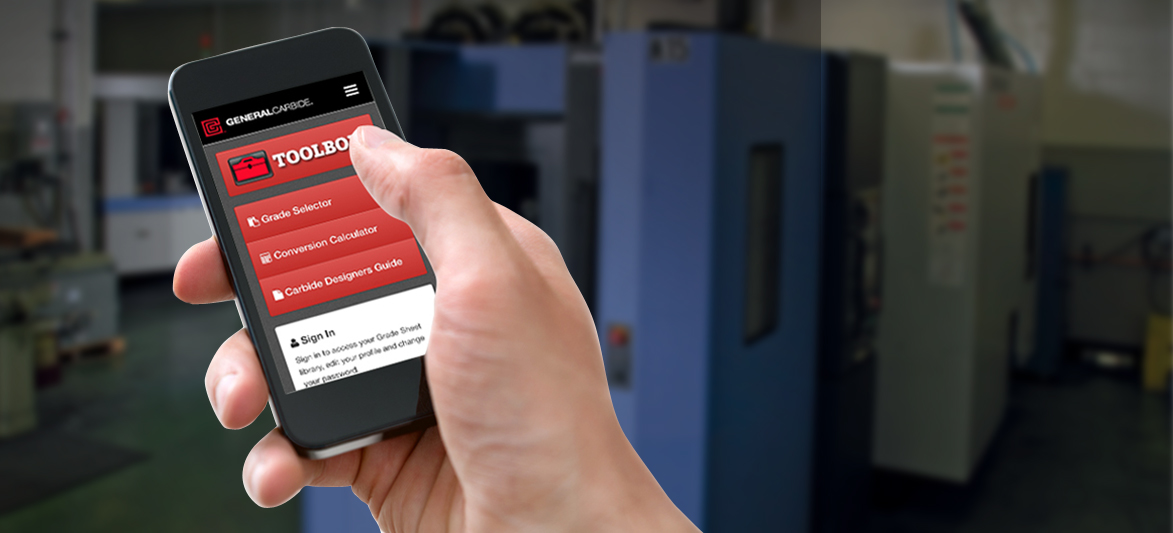 GENERALCARBIDE
TOOLBO
Grade Selector
Conversion Calculator
Carbide Designers Guide
Sign In
Sign in to access your Grade Sheet
library, edit your profile and change
your password